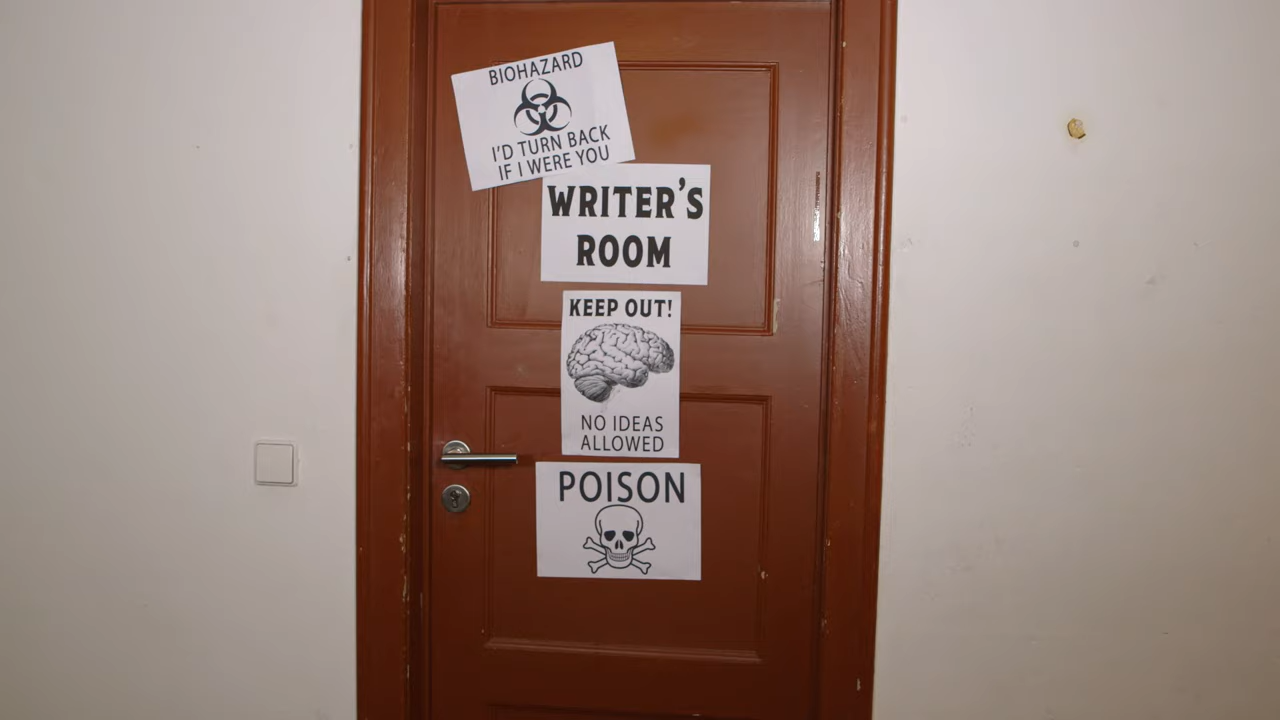 BIOHAZARD
I'D TURN BACK
IF I WERE YOU
WRITER'S
ROOM
KEEP OUT!
NO IDEAS
ALLOWED
POISON